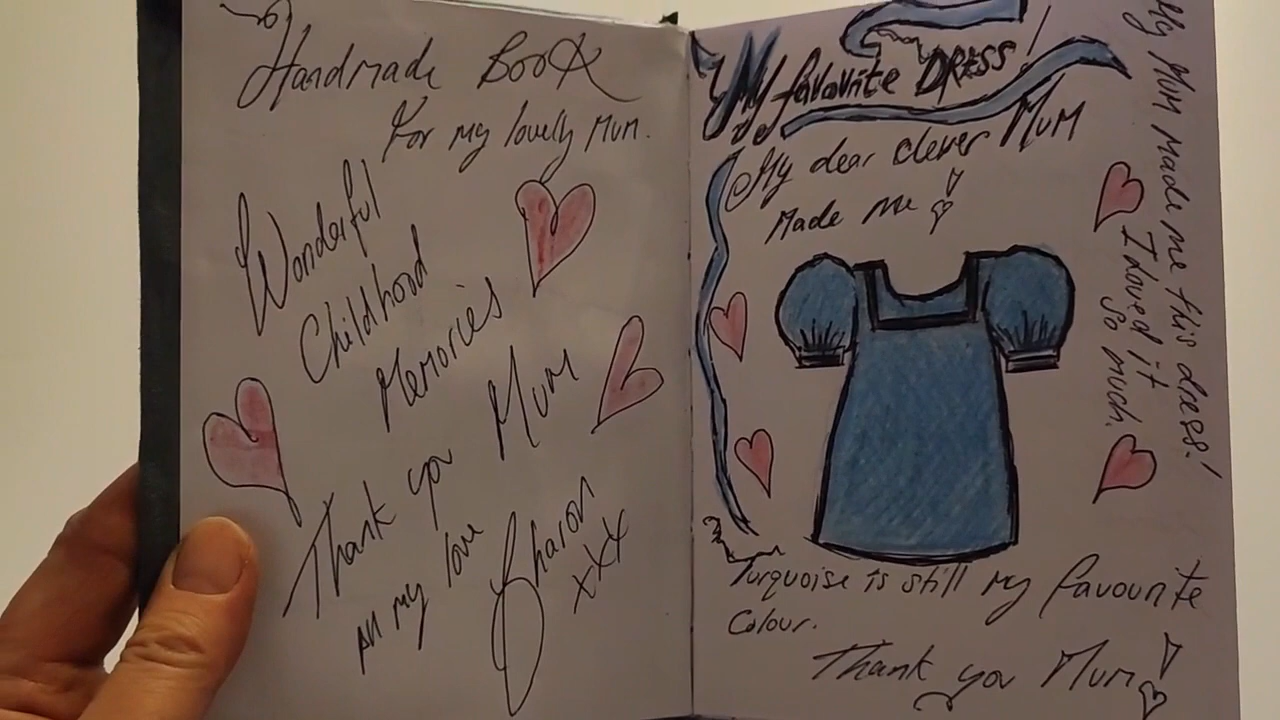 Handmade Book
For my lovely Mum.
Wonderful
Childhood
Memories
Thank you Mum
All my love
Sharon
xxx
My favorite DRESS!
My dear clever Mum
Made me!
My Mum made me this dress!
I loved it
So much.
Turquoise is still my favourite
Colour.
Thank you Mum!